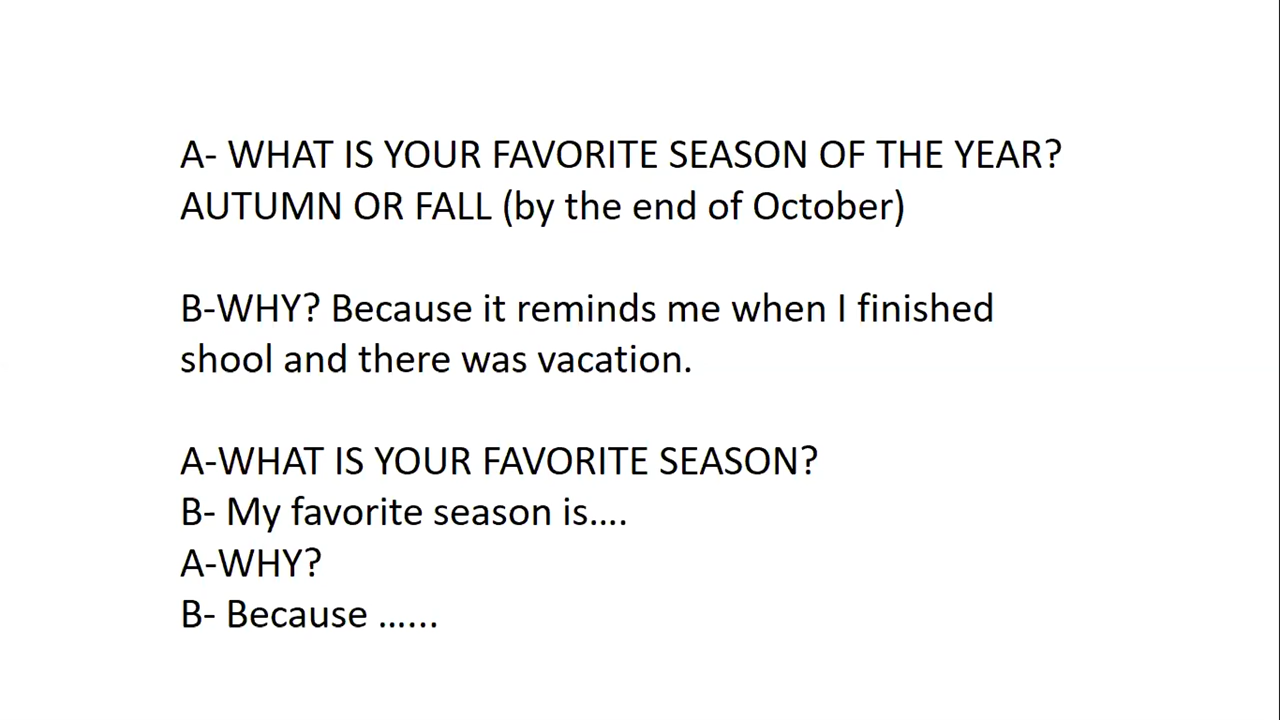 A- WHAT IS YOUR FAVORITE SEASON OF THE YEAR?
AUTUMN OR FALL (by the end of October)
B-WHY? Because it reminds me when I finished
shool and there was vacation.
A-WHAT IS YOUR FAVORITE SEASON?
B- My favorite season is....
A-WHY?
B- Because ......